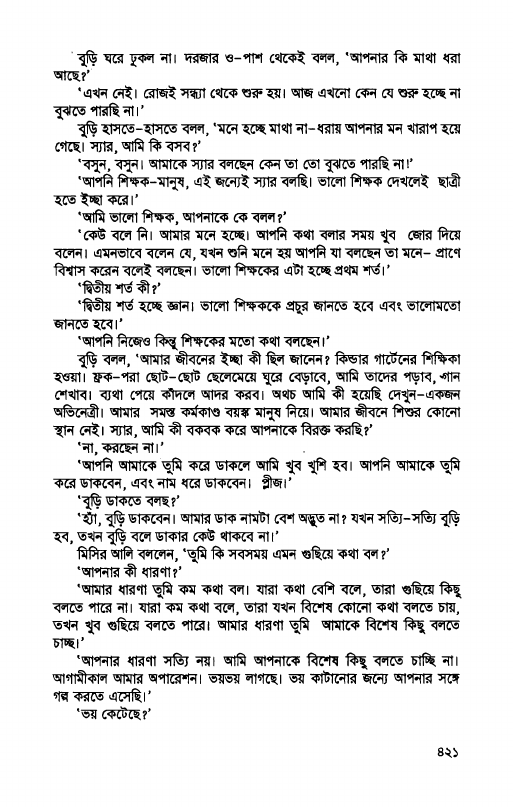 বুড়ি ঘরে ঢুকল না। দরজার ও-পাশ থেকেই বলল, ‘আপনার কি মাথা ধরা
আছে?’
‘এখন নেই। রোজই সন্ধ্যা থেকে শুরু হয়। আজ এখনো কেন যে শুরু হচ্ছে না
বুঝতে পারছি না।’
বুড়ি হাসতে-হাসতে বলল, ‘মনে হচ্ছে মাথা না-ধরায় আপনার মন খারাপ হয়ে
গেছে। স্যার, আমি কি বসব?’
‘বসুন, বসুন। আমাকে স্যার বলছেন কেন তা তো বুঝতে পারছি না!’
‘আপনি শিক্ষক-মানুষ, এই জন্যেই স্যার বলছি। ভালো শিক্ষক দেখলেই ছাত্রী
হতে ইচ্ছা করে।’
‘আমি ভালো শিক্ষক, আপনাকে কে বলল?’
‘কেউ বলে নি। আমার মনে হচ্ছে। আপনি কথা বলার সময় খুব জোর দিয়ে
বলেন। এমনভাবে বলেন যে, যখন শুনি মনে হয় আপনি যা বলছেন তা মনে- প্রাণে
বিশ্বাস করেন বলেই বলছেন। ভালো শিক্ষকের এটা হচ্ছে প্রথম শর্ত।’
‘দ্বিতীয় শর্ত কী?’
‘দ্বিতীয় শর্ত হচ্ছে জ্ঞান। ভালো শিক্ষককে প্রচুর জানতে হবে এবং ভালোমতো
জানতে হবে।’
‘আপনি নিজেও কিন্তু শিক্ষকের মতো কথা বলছেন।’
বুড়ি বলল, ‘আমার জীবনের ইচ্ছা কী ছিল জানেন? কিন্ডার গার্টেনের শিক্ষিকা
হওয়া। ফ্রক-পরা ছোট-ছোট ছেলেমেয়ে ঘুরে বেড়াবে, আমি তাদের পড়াব, গান
শেখাব। ব্যথা পেয়ে কাঁদলে আদর করব। অথচ আমি কী হয়েছি দেখুন-একজন
অভিনেত্রী। আমার সমস্ত কর্মকাণ্ড বয়স্ক মানুষ নিয়ে। আমার জীবনে শিশুর কোনো
স্থান নেই। স্যার, আমি কী বকবক করে আপনাকে বিরক্ত করছি?’
‘না, করছেন না।’
‘আপনি আমাকে তুমি করে ডাকলে আমি খুব খুশি হব। আপনি আমাকে তুমি
করে ডাকবেন, এবং নাম ধরে ডাকবেন। প্লীজ।’
‘বুড়ি ডাকতে বলছ?’
‘হ্যাঁ, বুড়ি ডাকবেন। আমার ডাক নামটা বেশ অদ্ভুত না? যখন সত্যি-সত্যি বুড়ি
হব, তখন বুড়ি বলে ডাকার কেউ থাকবে না।’
মিসির আলি বললেন, ‘তুমি কি সবসময় এমন গুছিয়ে কথা বল?’
‘আপনার কী ধারণা?’
‘আমার ধারণা তুমি কম কথা বল। যারা কথা বেশি বলে, তারা গুছিয়ে কিছু
বলতে পারে না। যারা কম কথা বলে, তারা যখন বিশেষ কোনো কথা বলতে চায়,
তখন খুব গুছিয়ে বলতে পারে। আমার ধারণা তুমি আমাকে বিশেষ কিছু বলতে
চাচ্ছ।’
‘আপনার ধারণা সত্যি নয়। আমি আপনাকে বিশেষ কিছু বলতে চাচ্ছি না।
আগামীকাল আমার অপারেশন। ভয়ভয় লাগছে। ভয় কাটানোর জন্যে আপনার সঙ্গে
গল্প করতে এসেছি।’
‘ভয় কেটেছে?’
৪২১